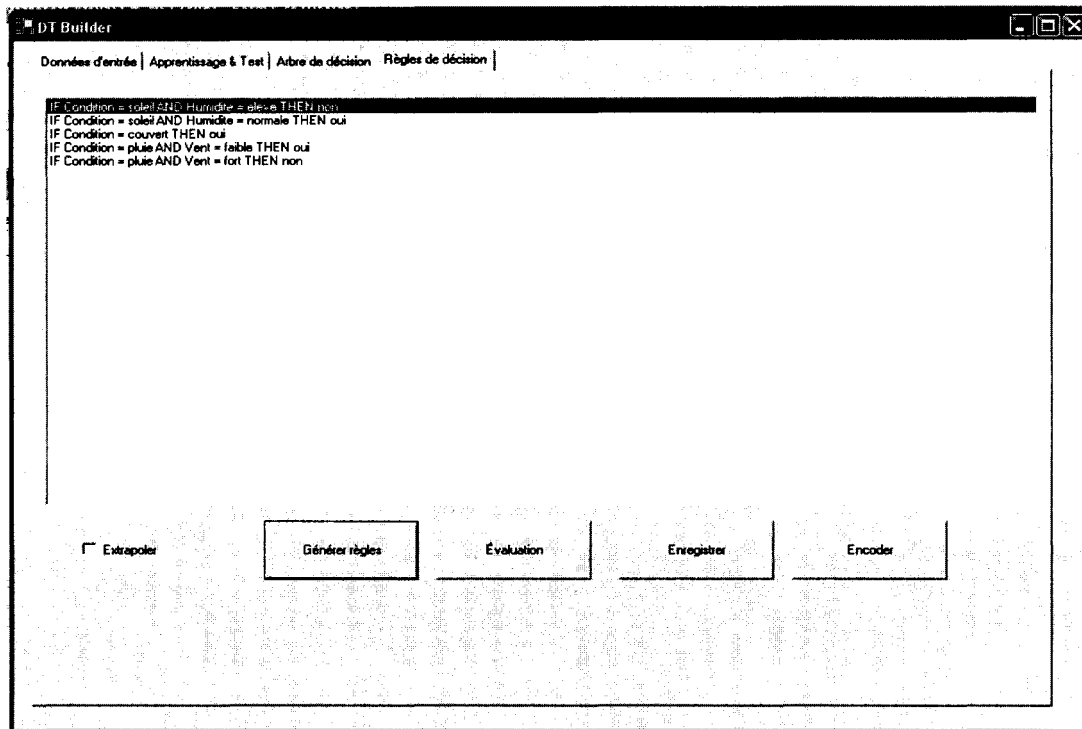 DT Builder
Données d'entrée Apprentissage & Test Arbre de décision Règles de décision
IF Condition = soleil AND Humidite = eleve THEN non
IF Condition = soleil AND Humidite = normale THEN oui
IF Condition = couvert THEN oui
IF Condition = pluie AND Vent = faible THEN oui
IF Condition = pluie AND Vent = fort THEN non
Extrapoler Générer règles Évaluation Enregistrer Encoder